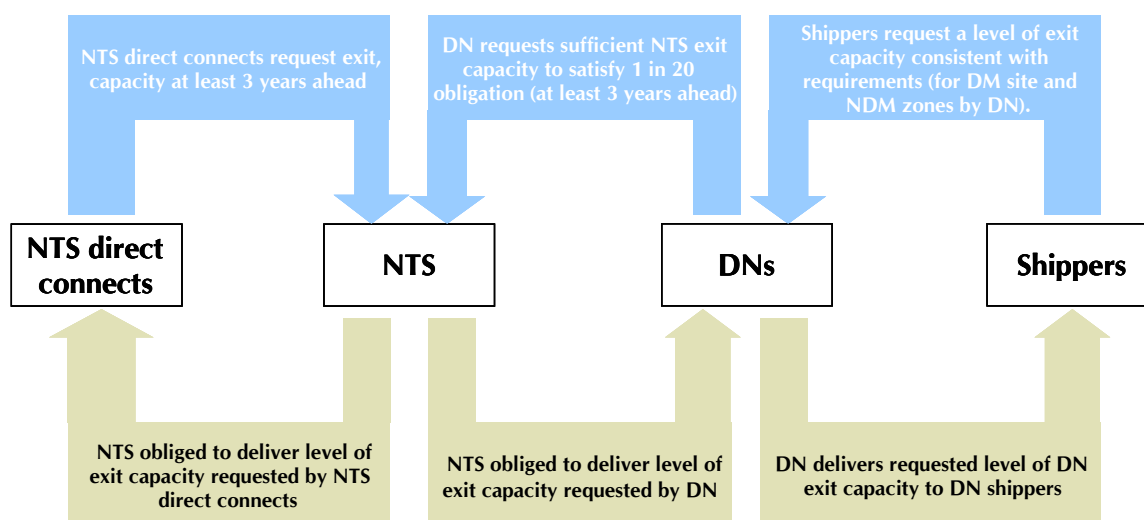 NTS direct connects request exit,
capacity at least 3 years ahead
DN requests sufficient NTS exit
capacity to satisfy 1 in 20
obligation (at least 3 years ahead)
Shippers request a level of exit
capacity consistent with
requirements (for DM site and
NDM zones by DN).
NTS direct
connects
NTS
DNs
Shippers
NTS obliged to deliver level of
exit capacity requested by NTS
direct connects
NTS obliged to deliver level of
exit capacity requested by DN
DN delivers requested level of DN
exit capacity to DN shippers